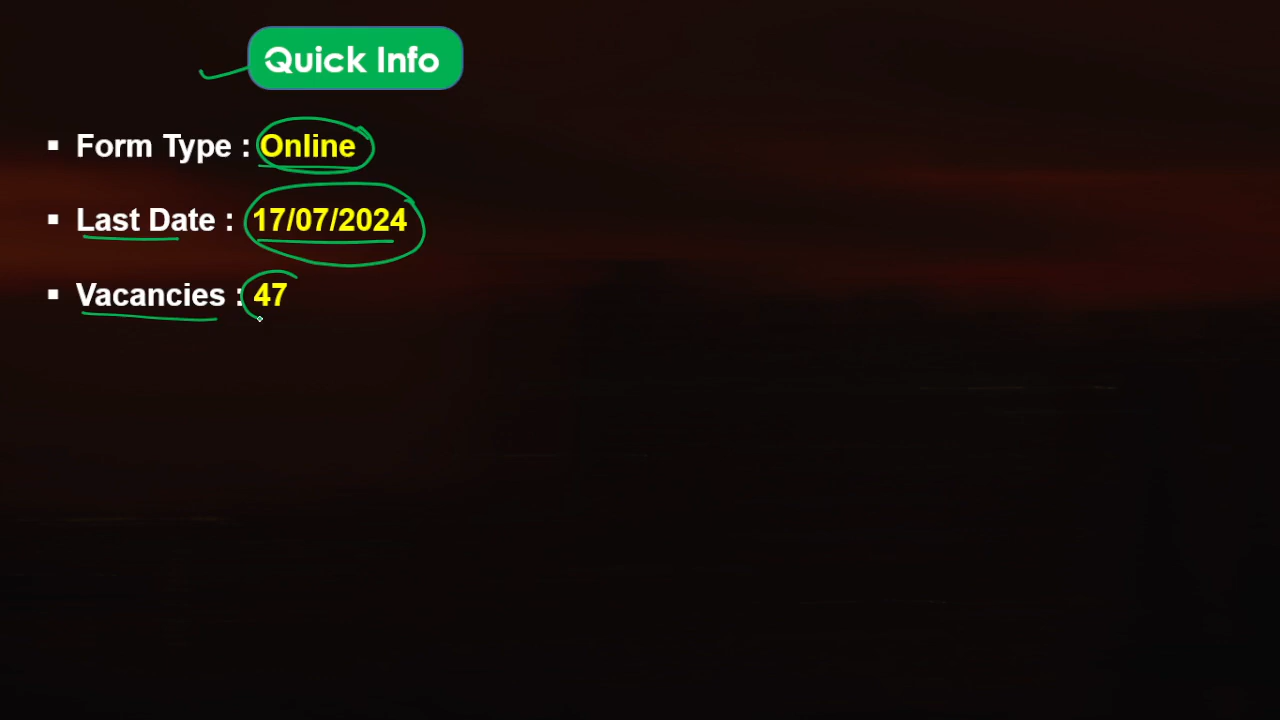 Quick Info
▪ Form Type : Online
▪ Last Date : 17/07/2024
▪ Vacancies : 47